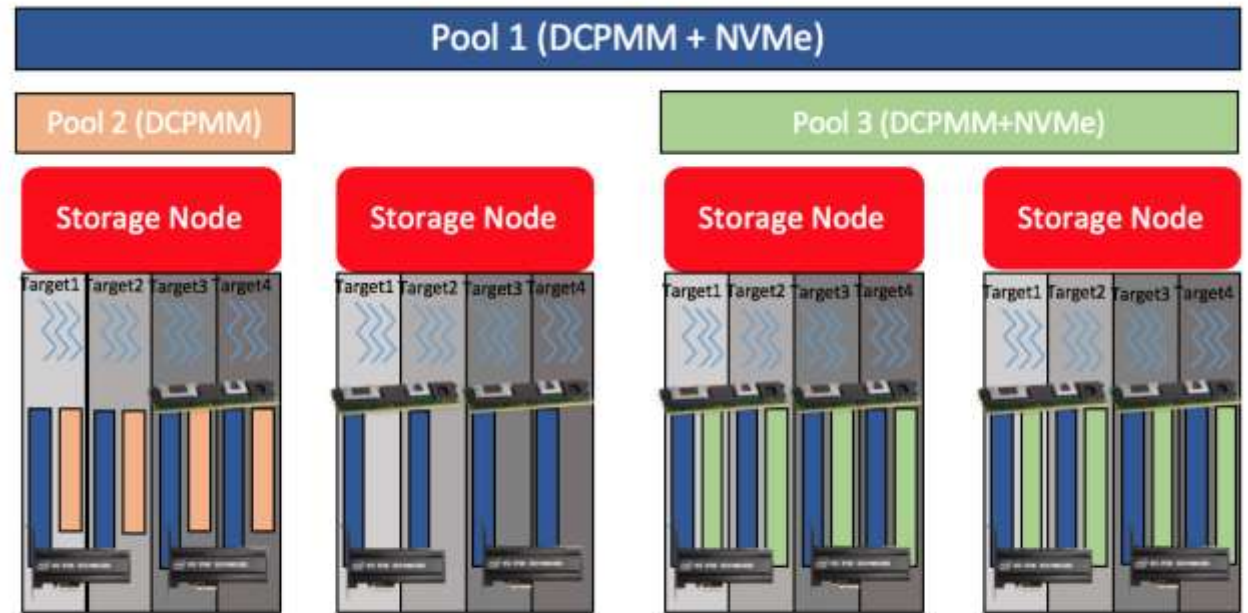 Pool 1 (DCPMM + NVMe)
Pool 2 (DCPMM)
Pool 3 (DCPMM+NVMe)
Storage Node
Storage Node
Storage Node
Storage Node
Target1 Target2 Target3 Target4
Target1 Target2 Target3 Target4
Target1 Target2 Target3 Target4
Target1 Target2 Target3 Target4